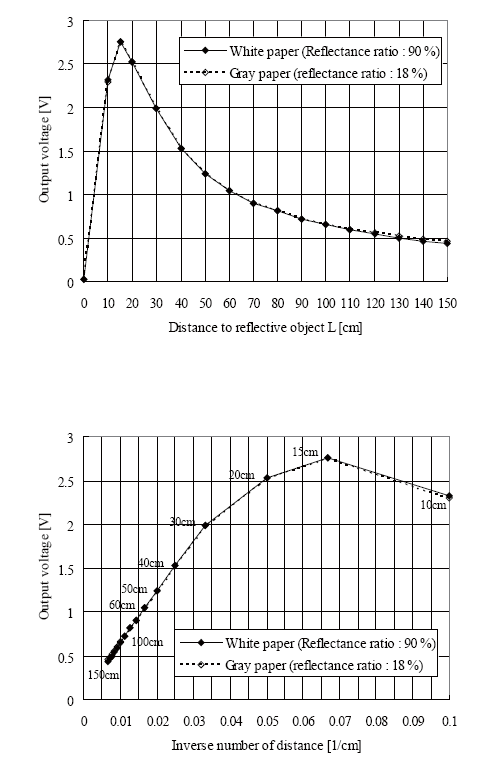 3
2.5
2
1.5
1
0.5
0
Output voltage [V]
White paper (Reflectance ratio : 90 %)
Gray paper (reflectance ratio : 18 %)
0 10 20 30 40 50 60 70 80 90 100 110 120 130 140 150
Distance to reflective object L [cm]
3
2.5
2
1.5
1
0.5
0
Output voltage [V]
15cm
20cm
10cm
30cm
40cm
50cm
60cm
100cm
150cm
White paper (Reflectance ratio : 90 %)
Gray paper (reflectance ratio : 18 %)
0 0.01 0.02 0.03 0.04 0.05 0.06 0.07 0.08 0.09 0.1
Inverse number of distance [1/cm]